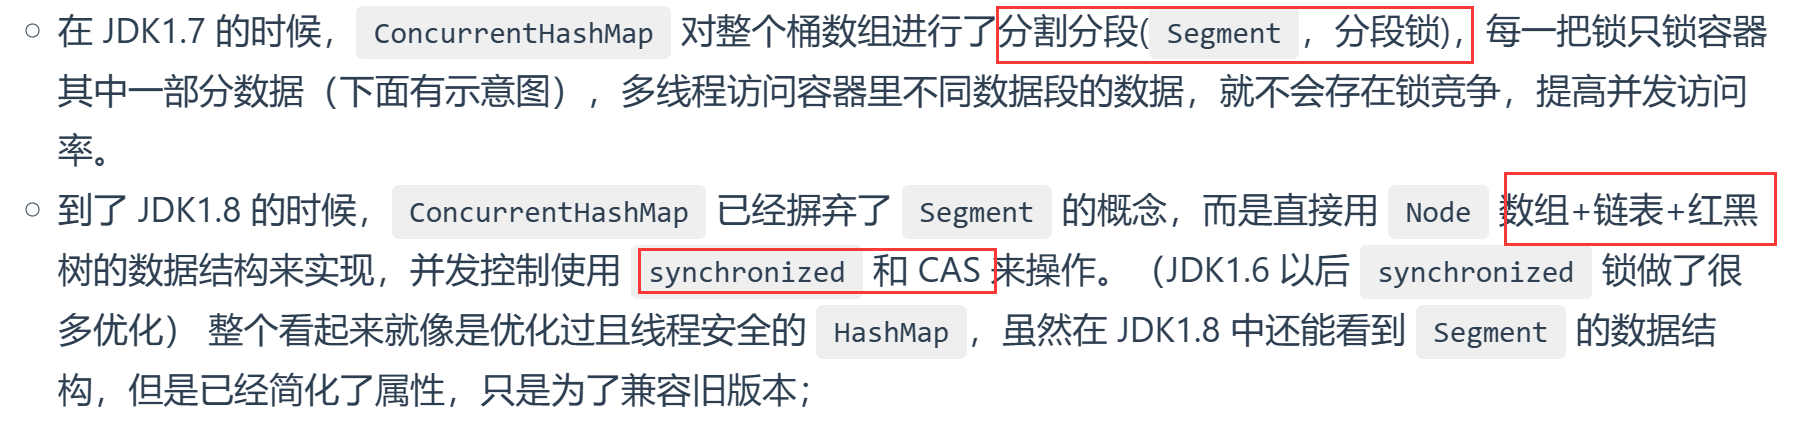 在 JDK1.7 的时候， ConcurrentHashMap 对整个桶数组进行了分割分段(Segment，分段锁)，每一把锁只锁容器
其中一部分数据（下面有示意图），多线程访问容器里不同数据段的数据，就不会存在锁竞争，提高并发访问
率。
到了 JDK1.8 的时候， ConcurrentHashMap 已经摒弃了 Segment 的概念，而是直接用 Node 数组+链表+红黑
树的数据结构来实现，并发控制使用 synchronized 和 CAS 来操作。（JDK1.6 以后 synchronized 锁做了很
多优化） 整个看起来就像是优化过且线程安全的 HashMap，虽然在 JDK1.8 中还能看到 Segment 的数据结
构，但是已经简化了属性，只是为了兼容旧版本；